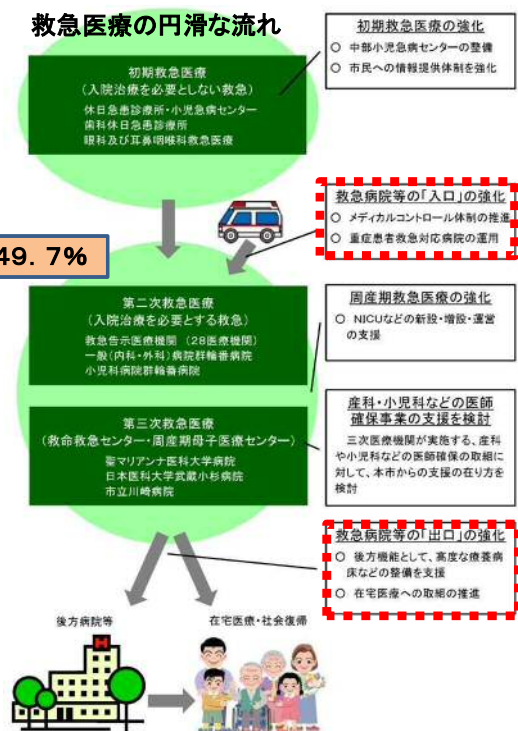 救急医療の円滑な流れ
初期救急医療
(入院治療を必要としない救急)
休日急患診療所・小児急病センター
歯科休日急患診療所
眼科及び耳鼻咽喉科救急医療
初期救急医療の強化
○ 中部小児急病センターの整備
○ 市民への情報提供体制を強化
救急病院等の「入口」の強化
○ メディカルコントロール体制の推進
○ 重症患者救急対応病院の運用
49.7%
第二次救急医療
(入院治療を必要とする救急)
救急告示医療機関 (28医療機関)
一般(内科・外科)病院群輪番病院
小児科病院群輪番病院
周産期救急医療の強化
○ NICUなどの新設・増設・運営
の支援
第三次救急医療
(救命救急センター・周産期母子医療センター)
聖マリアンナ医科大学病院
日本医科大学武蔵小杉病院
市立川崎病院
産科・小児科などの医師
確保事業の支援を検討
三次医療機関が実施する、産科
や小児科などの医師確保の取組に
対して、本市からの支援の在り方を
検討
救急病院等の「出口」の強化
○ 後方機能として、高度な療養病
床などの整備を支援
○ 在宅医療への取組の推進
後方病院等
在宅医療・社会復帰
H